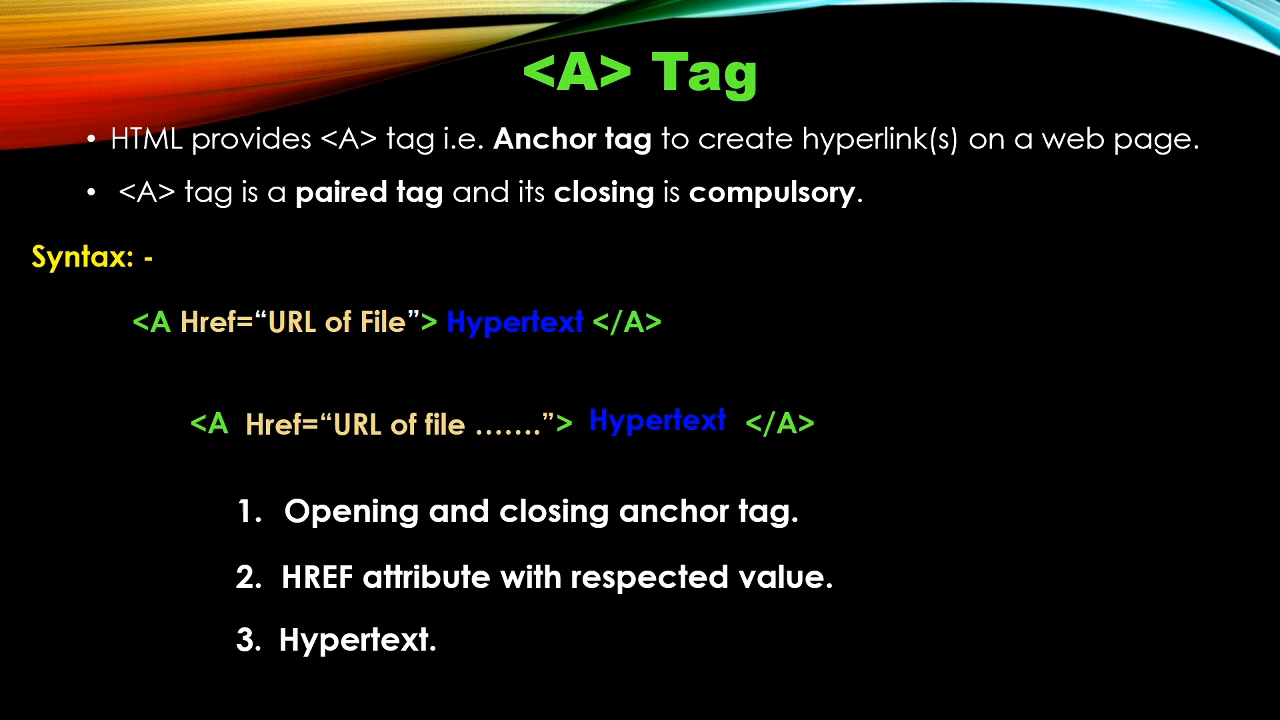 <A> Tag
• HTML provides <A> tag i.e. Anchor tag to create hyperlink(s) on a web page.
• <A> tag is a paired tag and its closing is compulsory.
Syntax: -
<A Href=“URL of File”> Hypertext </A>
<A Href=“URL of file …….”> Hypertext </A>
1. Opening and closing anchor tag.
2. HREF attribute with respected value.
3. Hypertext.